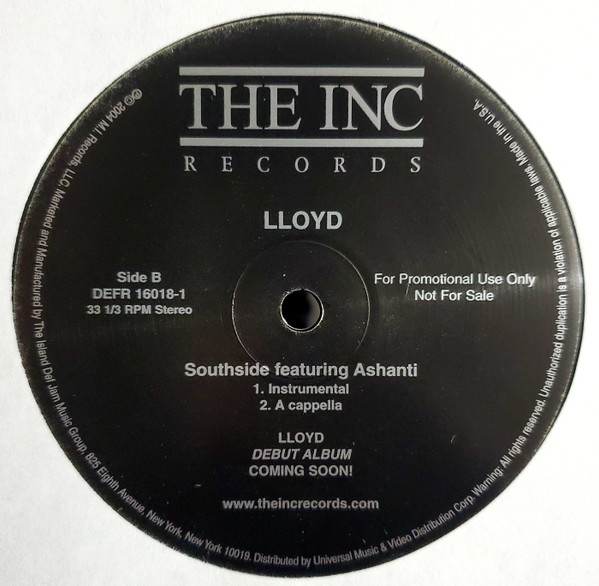 THE INC
RECORDS
LLOYD
Side B
DEFR 16018-1
33 1/3 RPM Stereo
For Promotional Use Only
Not For Sale
Southside featuring Ashanti
1. Instrumental
2. A cappella
LLOYD
DEBUT ALBUM
COMING SOON!
www.theincrecords.com
℗© 2004 M.I. Records, LLC. Marketed and Manufactured by The Island Def Jam Music Group, 825 Eighth Avenue, New York, New York 10019. Distributed by Universal Music & Video Distribution Corp. Warning: All rights reserved. Unauthorized duplication is a violation of applicable laws. Made in the U.S.A.